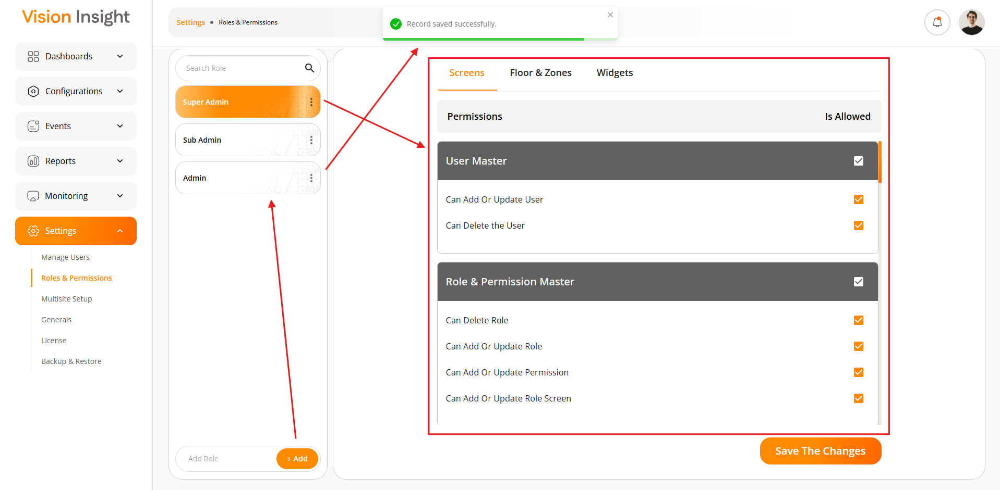 Vision Insight
Dashboards
Configurations
Events
Reports
Monitoring
Settings
Manage Users
Roles & Permissions
Multisite Setup
Generals
License
Backup & Restore
Settings • Roles & Permissions
Record saved successfully.
Search Role
Super Admin
Sub Admin
Admin
Add Role
+ Add
Screens Floor & Zones Widgets
Permissions Is Allowed
User Master
Can Add Or Update User
Can Delete the User
Role & Permission Master
Can Delete Role
Can Add Or Update Role
Can Add Or Update Permission
Can Add Or Update Role Screen
Save The Changes